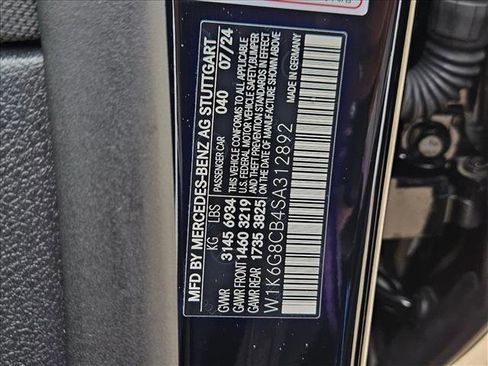 MFD BY MERCEDES-BENZ AG STUTTGART
PASSENGER CAR 040 07/24
KG LBS
GVWR 3145 6934
GAWR FRONT 1460 3219
GAWR REAR 1735 3825
THIS VEHICLE CONFORMS TO ALL APPLICABLE
FEDERAL MOTOR VEHICLE SAFETY, BUMPER
AND THEFT PREVENTION STANDARDS IN EFFECT
ON THE DATE OF MANUFACTURE SHOWN ABOVE.
W1K6G8CB4SA312892 MADE IN GERMANY